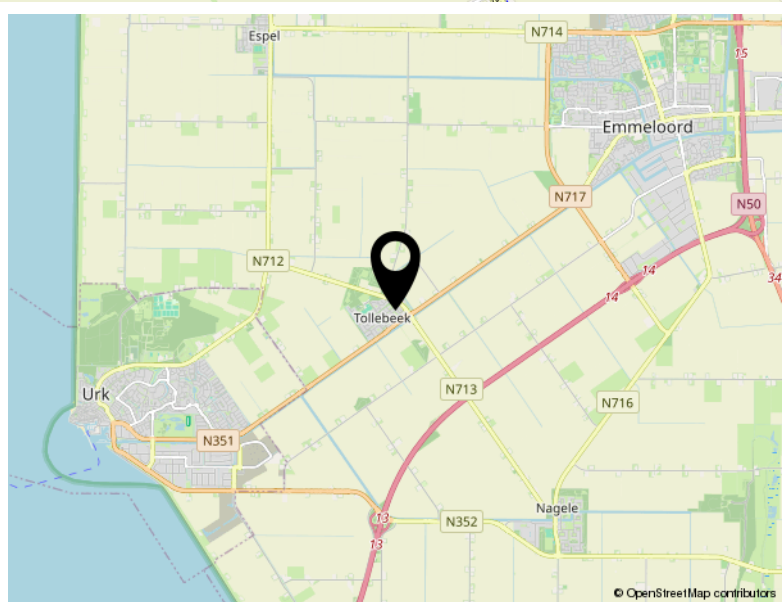 Espel
N714
15
Emmeloord
N717
N50
N712
14
34
14
Tollebeek
N713
Urk
N716
N351
Nagele
13
N352
13
© OpenStreetMap contributors